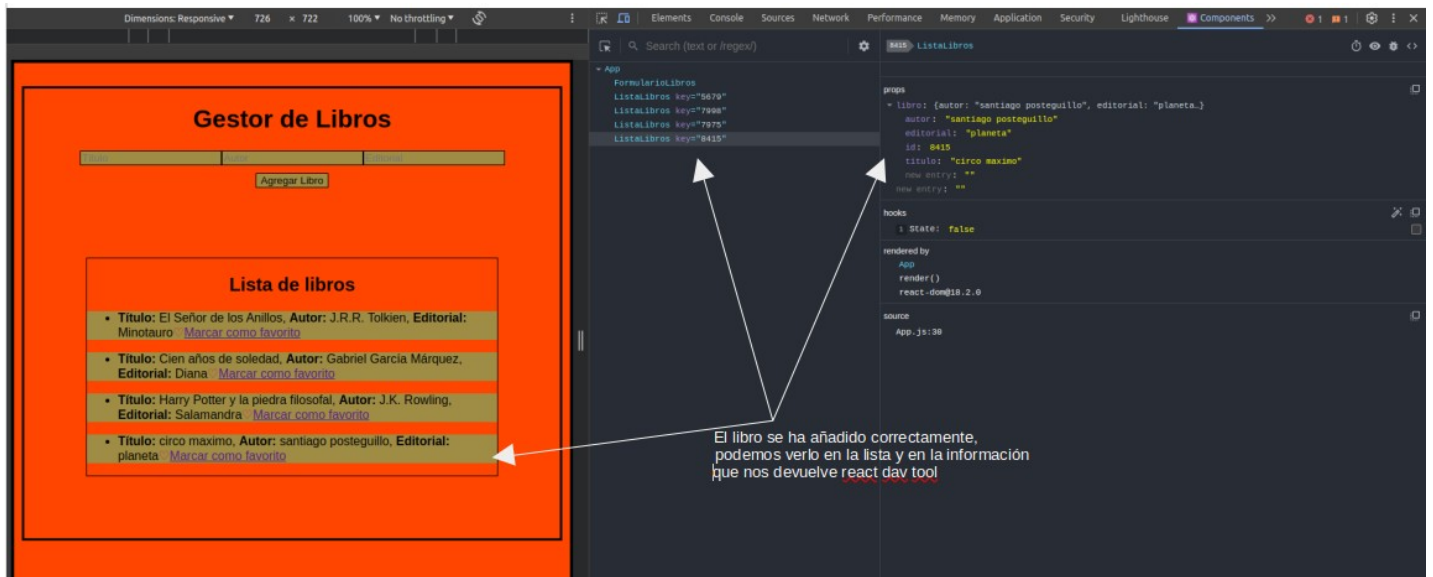 Dimensions: Responsive ▼ 726 × 722 100% ▼ No throttling ▼
Elements Console Sources Network Performance Memory Application Security Lighthouse Components >> 1 1
Gestor de Libros
Título Autor Editorial
Agregar Libro
Lista de libros
• Título: El Señor de los Anillos, Autor: J.R.R. Tolkien, Editorial:
Minotauro♡Marcar como favorito
• Título: Cien años de soledad, Autor: Gabriel García Márquez,
Editorial: Diana♡Marcar como favorito
• Título: Harry Potter y la piedra filosofal, Autor: J.K. Rowling,
Editorial: Salamandra♡Marcar como favorito
• Título: circo maximo, Autor: santiago posteguillo, Editorial:
planeta♡Marcar como favorito
Search (text or /regex/)
App
FormularioLibros
ListaLibros key="5679"
ListaLibros key="7998"
ListaLibros key="7975"
ListaLibros key="8415"
8415 ListaLibros
props
libro: {autor: "santiago posteguillo", editorial: "planeta…}
autor: "santiago posteguillo"
editorial: "planeta"
id: 8415
titulo: "circo maximo"
new entry: ""
new entry: ""
hooks
1 State: false
rendered by
App
render()
react-dom@18.2.0
source
App.js:30
El libro se ha añadido correctamente,
podemos verlo en la lista y en la información
que nos devuelve react dav tool